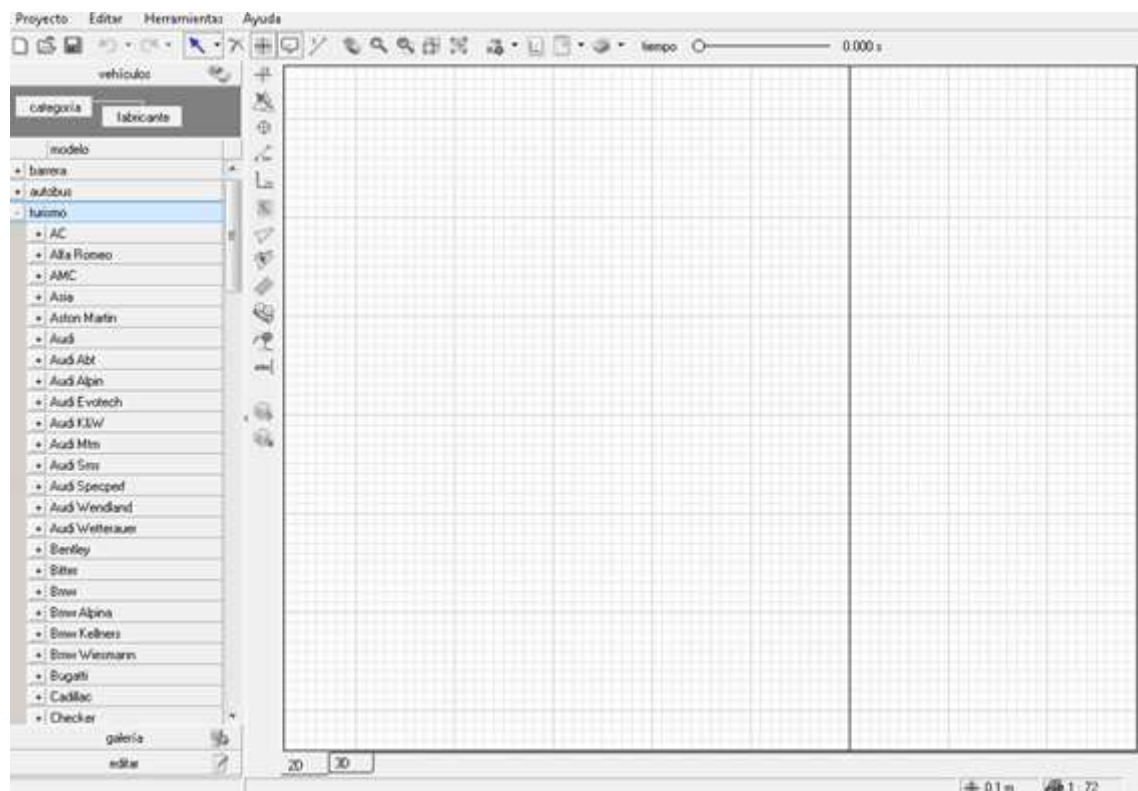 Proyecto Editar Herramientas Ayuda
tiempo 0.000 s
vehículos
categoría
fabricante
modelo
+ barrera
+ autobus
- turismo
+ AC
+ Alfa Romeo
+ AMC
+ Asia
+ Aston Martin
+ Audi
+ Audi Abt
+ Audi Alpin
+ Audi Evotech
+ Audi K&W
+ Audi Mtm
+ Audi Sms
+ Audi Specped
+ Audi Wendland
+ Audi Wetterauer
+ Bentley
+ Bitter
+ Bmw
+ Bmw Alpina
+ Bmw Kellners
+ Bmw Wiesmann
+ Bugatti
+ Cadillac
+ Checker
galería
editar
2D 3D
0.1 m 1 : 72